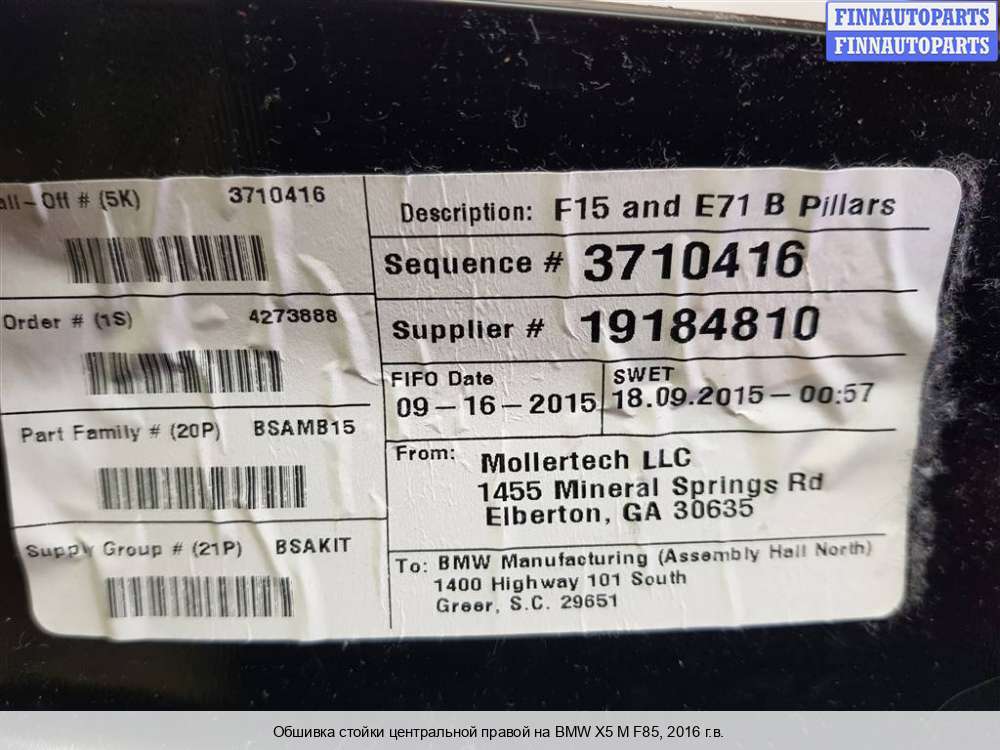 FINNAUTOPARTS
FINNAUTOPARTS
all-Off # (5K) 3710416
Order # (1S) 4273888
Part Family # (20P) BSAMB15
Supply Group # (21P) BSAKIT
Description: F15 and E71 B Pillars
Sequence # 3710416
Supplier # 19184810
FIFO Date
09-16-2015
SWET
18.09.2015-00:57
From: Mollertech LLC
1455 Mineral Springs Rd
Elberton, GA 30635
To: BMW Manufacturing (Assembly Hall North)
1400 Highway 101 South
Greer, S.C. 29651
Обшивка стойки центральной правой на BMW X5 M F85, 2016 г.в.